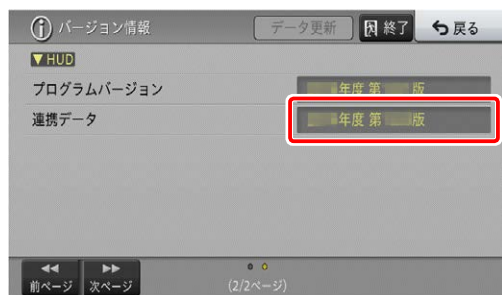 バージョン情報 データ更新 終了 戻る
▼HUD
プログラムバージョン 年度 第 版
連携データ 年度 第 版
前ページ 次ページ (2/2ページ)